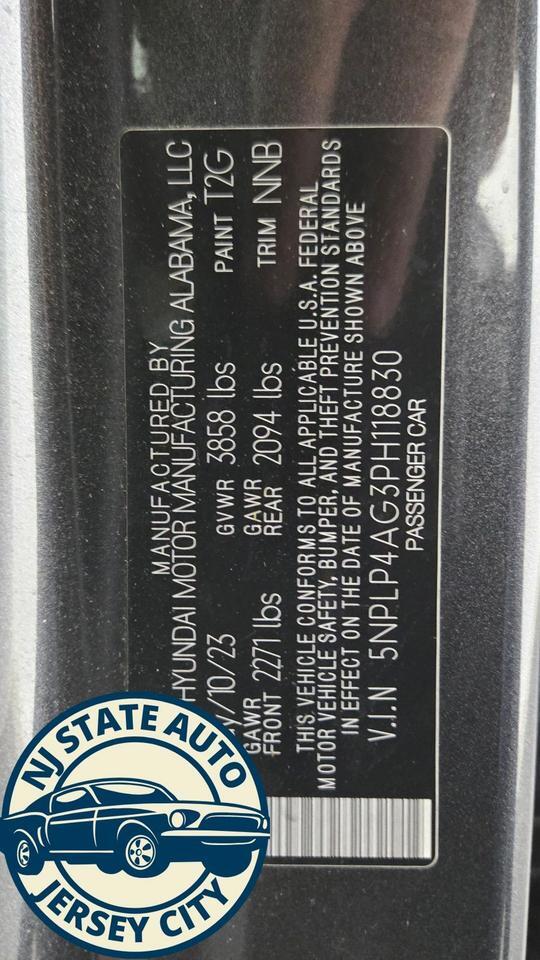 MANUFACTURED BY
HYUNDAI MOTOR MANUFACTURING ALABAMA, LLC
/10/23 GVWR 3858 lbs PAINT T2G
GAWR FRONT 2271 lbs GAWR REAR 2094 lbs TRIM NNB
THIS VEHICLE CONFORMS TO ALL APPLICABLE U.S.A. FEDERAL
MOTOR VEHICLE SAFETY, BUMPER, AND THEFT PREVENTION STANDARDS
IN EFFECT ON THE DATE OF MANUFACTURE SHOWN ABOVE
V.I.N 5NPLP4AG3PH118830
PASSENGER CAR
NJ STATE AUTO
JERSEY CITY